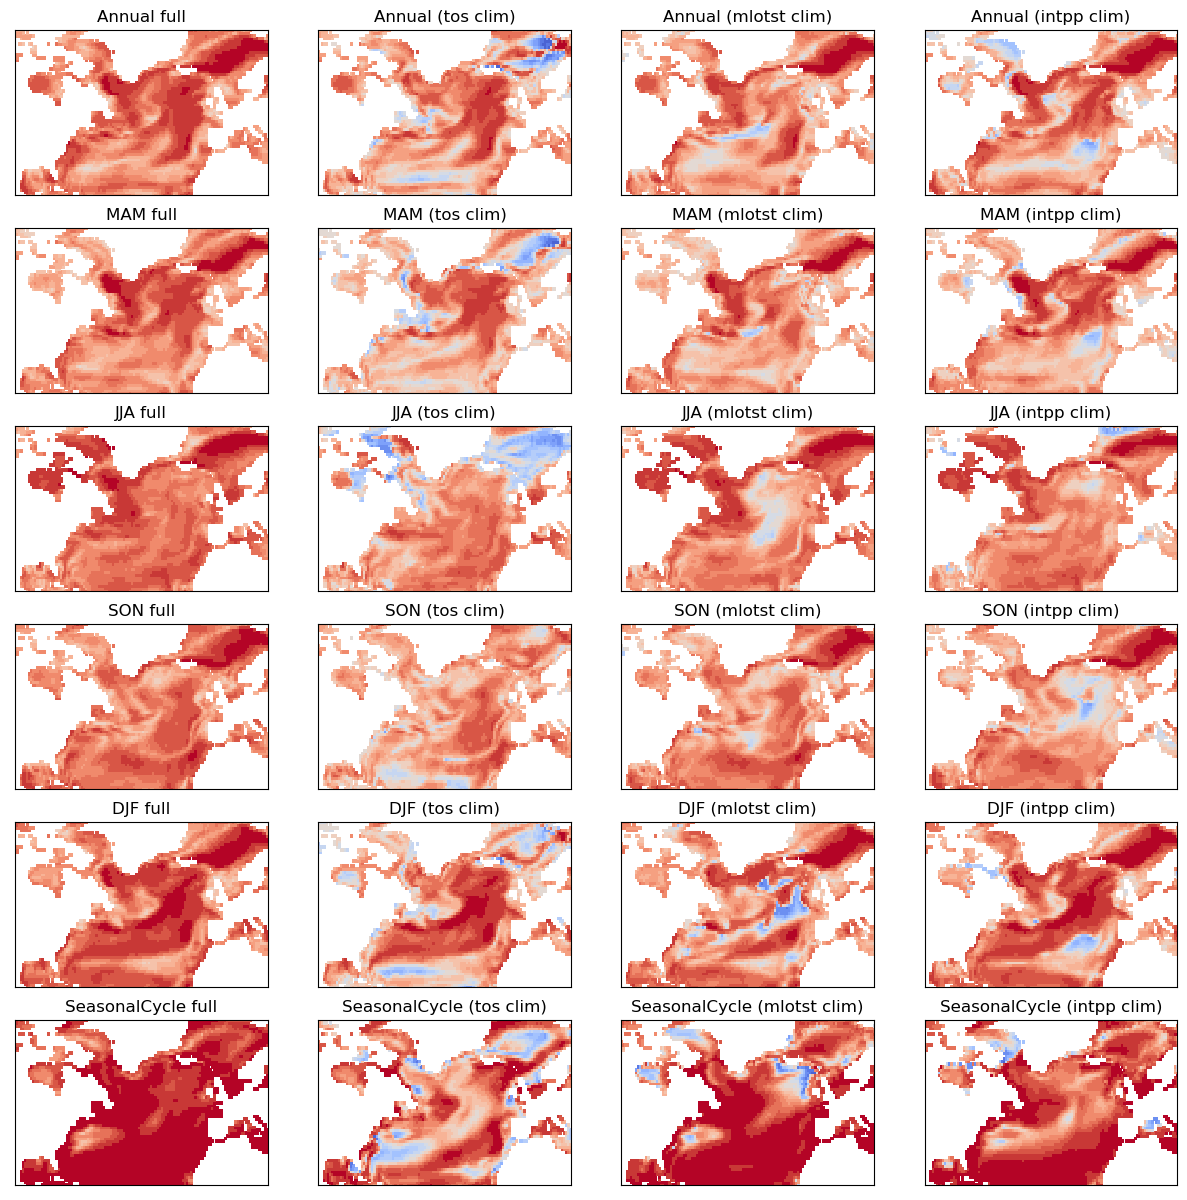 Annual full
Annual (tos clim)
Annual (mlotst clim)
Annual (intpp clim)
MAM full
MAM (tos clim)
MAM (mlotst clim)
MAM (intpp clim)
JJA full
JJA (tos clim)
JJA (mlotst clim)
JJA (intpp clim)
SON full
SON (tos clim)
SON (mlotst clim)
SON (intpp clim)
DJF full
DJF (tos clim)
DJF (mlotst clim)
DJF (intpp clim)
SeasonalCycle full
SeasonalCycle (tos clim)
SeasonalCycle (mlotst clim)
SeasonalCycle (intpp clim)